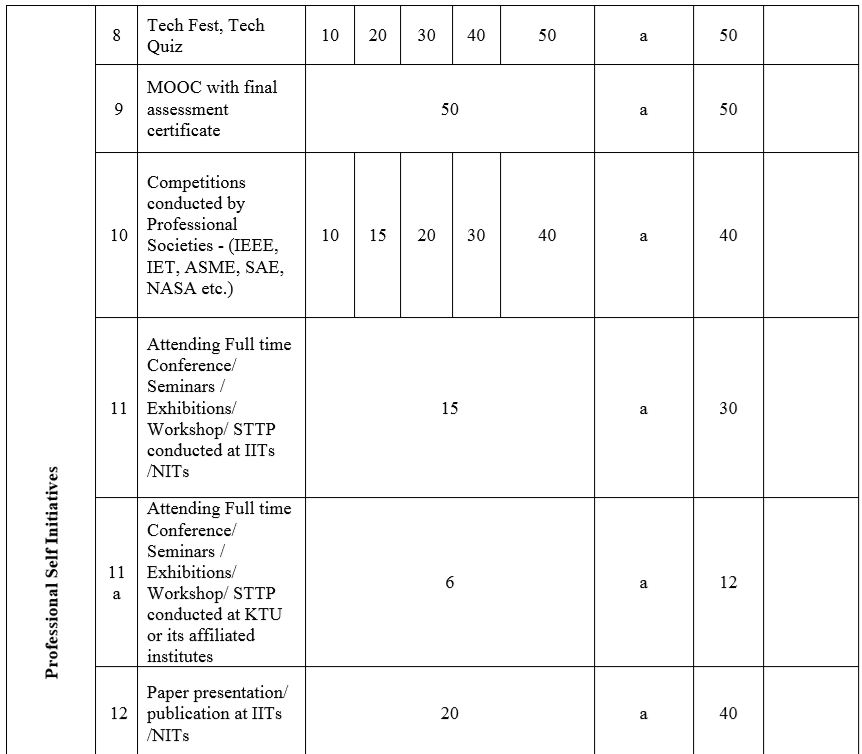 8 Tech Fest, Tech 10 20 30 40 50 a 50
Quiz
MOOC with final
9 assessment 50 a 50
certificate
Competitions
conducted by
Professional
10 Societies - (IEEE, 10 15 20 30 40 a 40
IET, ASME, SAE,
NASA etc.)
Attending Full time
Conference/
Seminars /
11 Exhibitions/ 15 a 30
Workshop/ STTP
conducted at IITs
/NITs
Professional Self Initiatives
Attending Full time
Conference/
Seminars /
11 Exhibitions/ 6 a 12
a Workshop/ STTP
conducted at KTU
or its affiliated
institutes
Paper presentation/
12 publication at IITs 20 a 40
/NITs